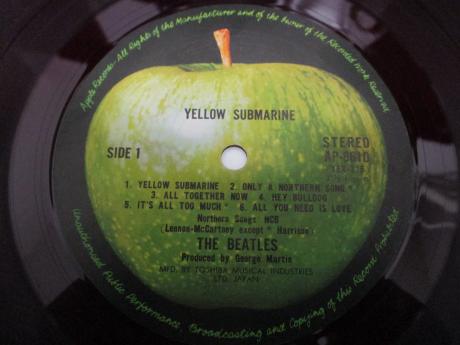 Apple Records · All Rights of the Manufacturer and of the Owner of the Recorded Work Reserved
YELLOW SUBMARINE
SIDE 1
STEREO
AP-8610
1. YELLOW SUBMARINE 2. ONLY A NORTHERN SONG *
3. ALL TOGETHER NOW 4. HEY BULLDOG
5. IT'S ALL TOO MUCH * 6. ALL YOU NEED IS LOVE
Northern Songs NCB
(Lennon-McCartney except * Harrison)
THE BEATLES
Produced by George Martin
MFD. BY TOSHIBA MUSICAL INDUSTRIES
LTD. JAPAN
Unauthorised Public Performance, Broadcasting and Copying of this Record Prohibited